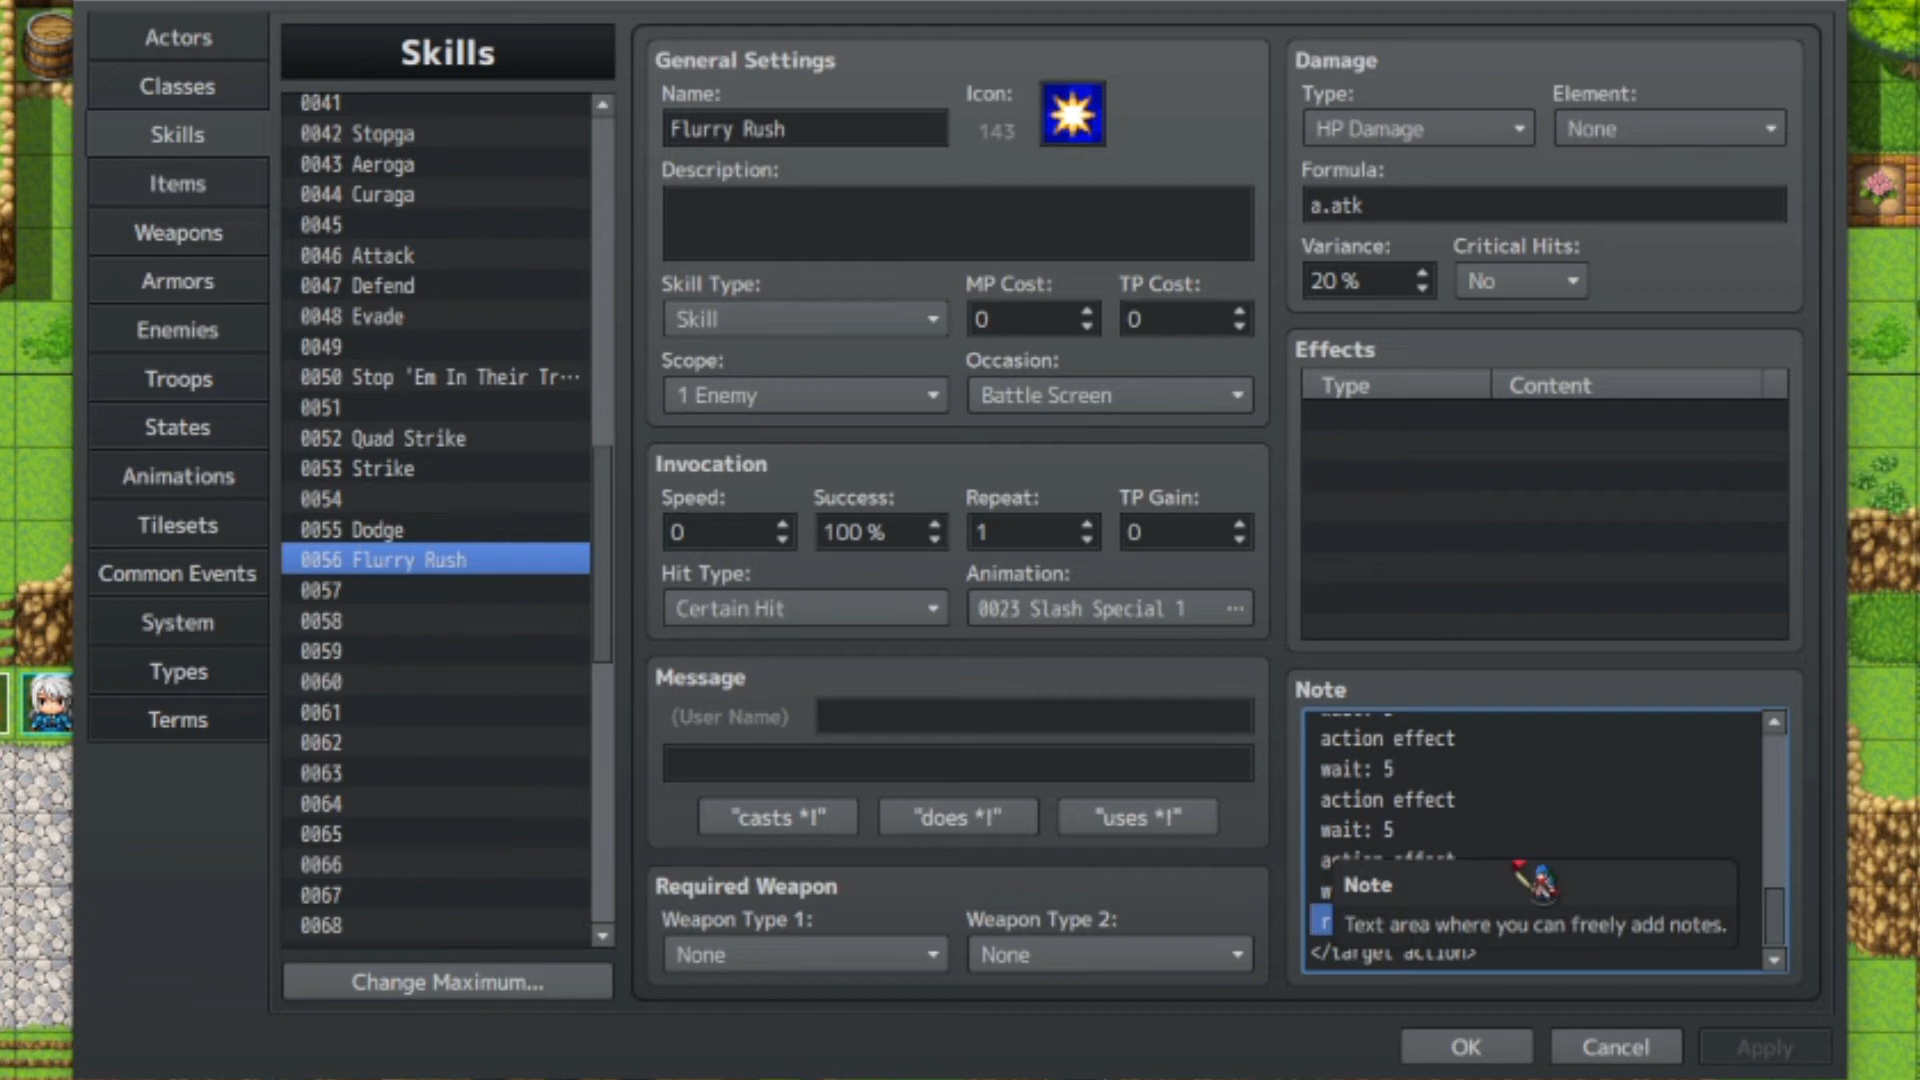 Actors
Classes
Skills
Items
Weapons
Armors
Enemies
Troops
States
Animations
Tilesets
Common Events
System
Types
Terms
Skills
0041
0042 Stopga
0043 Aeroga
0044 Curaga
0045
0046 Attack
0047 Defend
0048 Evade
0049
0050 Stop 'Em In Their Tr…
0051
0052 Quad Strike
0053 Strike
0054
0055 Dodge
0056 Flurry Rush
0057
0058
0059
0060
0061
0062
0063
0064
0065
0066
0067
0068
Change Maximum...
General Settings
Name:
Icon:
Flurry Rush
143
Description:
Skill Type:
MP Cost:
TP Cost:
Skill
0
0
Scope:
Occasion:
1 Enemy
Battle Screen
Invocation
Speed:
Success:
Repeat:
TP Gain:
0
100 %
1
0
Hit Type:
Animation:
Certain Hit
0023 Slash Special 1
...
Message
(User Name)
"casts *!"
"does *!"
"uses *!"
Required Weapon
Weapon Type 1:
Weapon Type 2:
None
None
Damage
Type:
Element:
HP Damage
None
Formula:
a.atk
Variance:
Critical Hits:
20 %
No
Effects
Type
Content
Note
action effect
wait: 5
action effect
wait: 5
action effect
w
Note
r
Text area where you can freely add notes.
</target action>
OK
Cancel
Apply